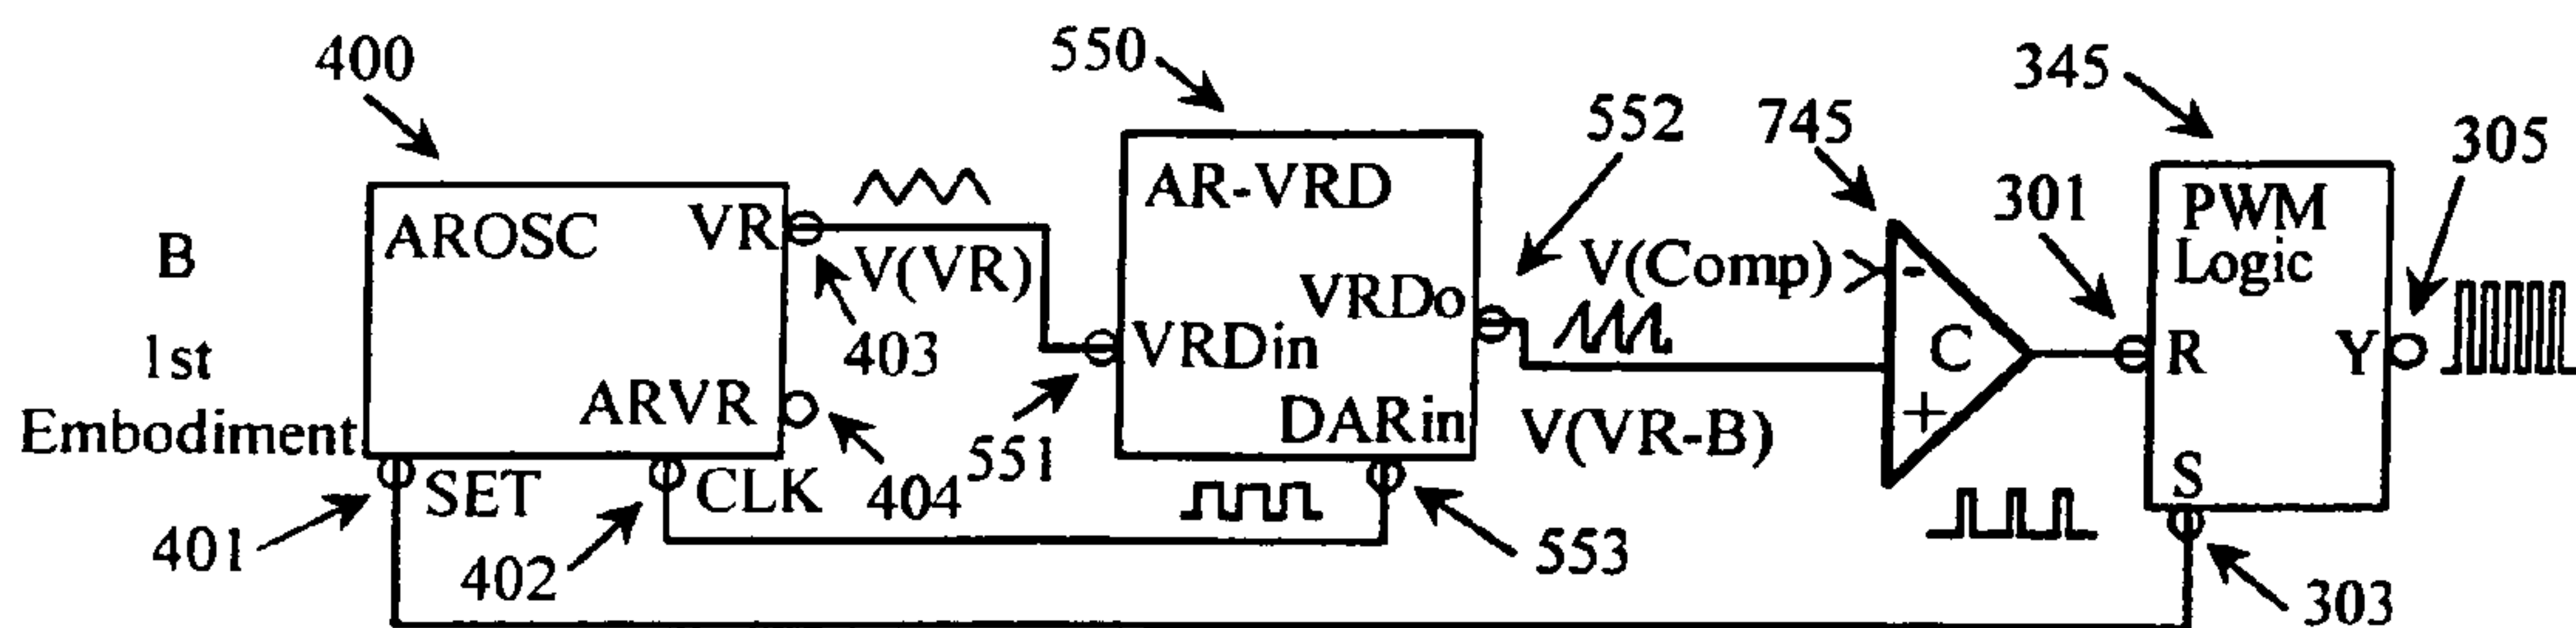 400
550
345
552
745
305
301
AROSC
VR
AR-VRD
PWM
Logic
B
V(VR)
V(Comp)
-
VRDo
403
VRDin
C
R
Y
1st
ARVR
DARin
V(VR-B)
+
Embodiment
551
S
SET
CLK
404
401
402
553
303